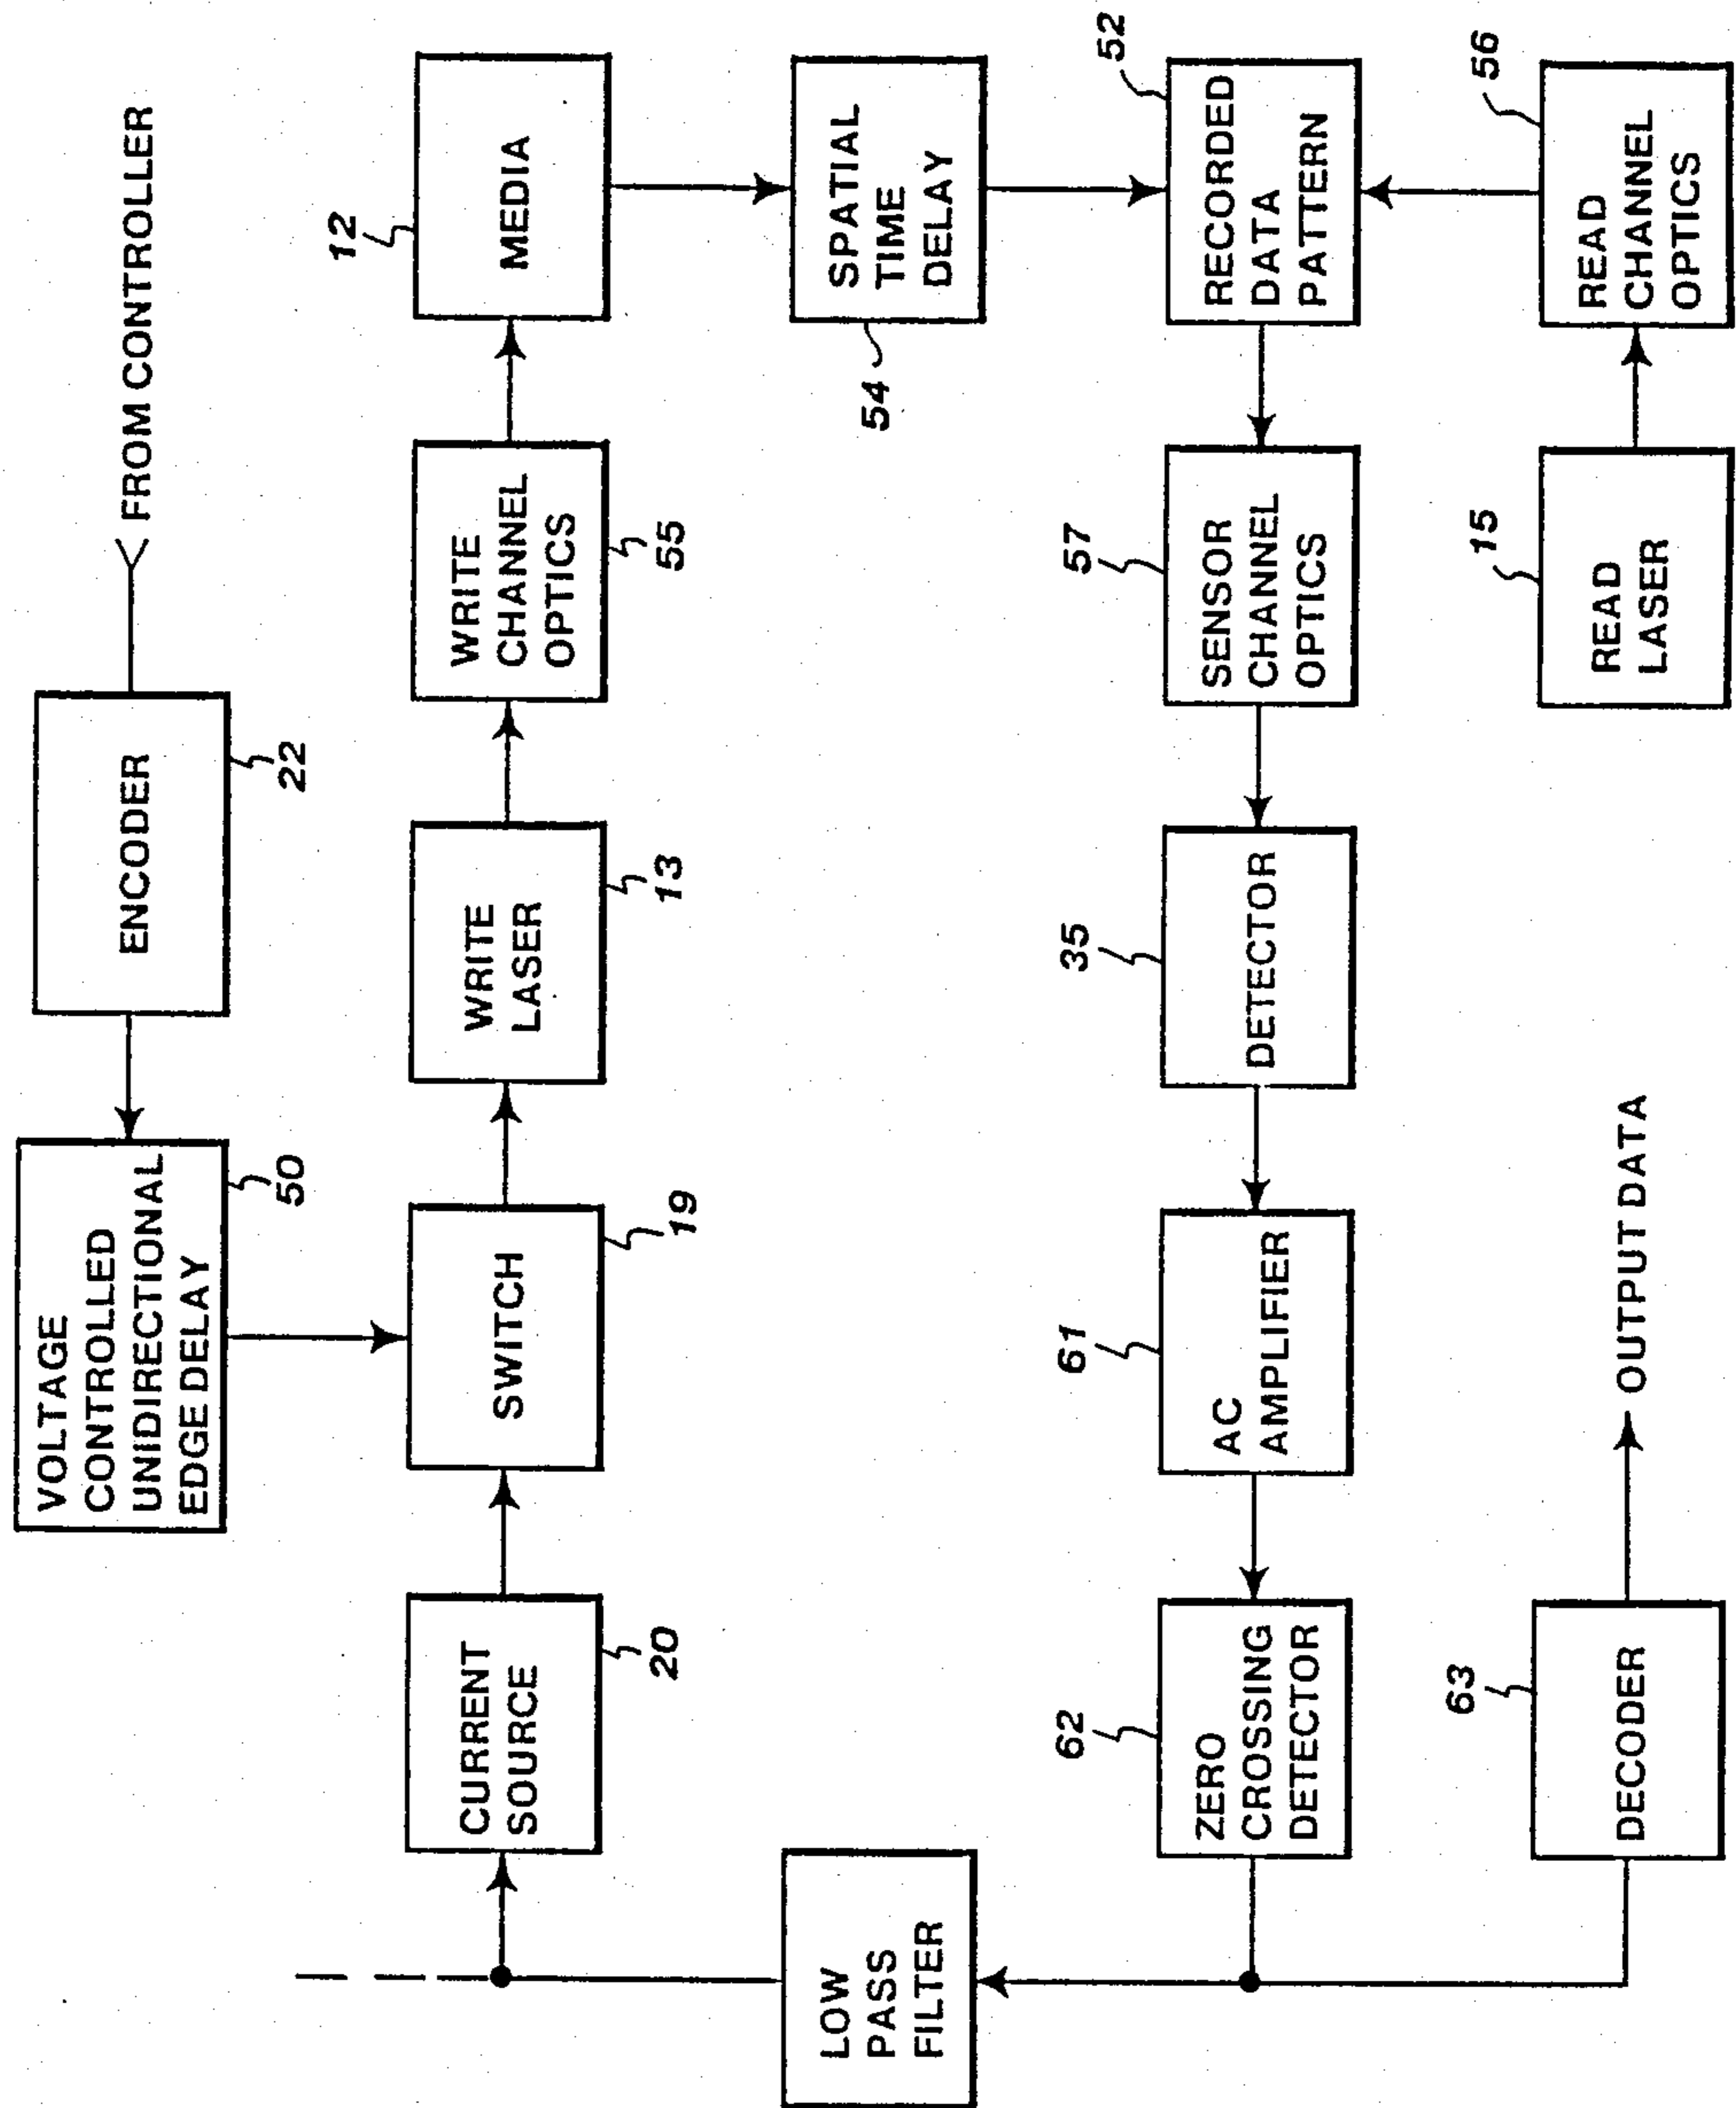 FROM CONTROLLER
ENCODER
22
VOLTAGE
CONTROLLED
UNIDIRECTIONAL
EDGE DELAY
50
CURRENT
SOURCE
20
SWITCH
19
WRITE
LASER
13
WRITE
CHANNEL
OPTICS
55
12
MEDIA
LOW
PASS
FILTER
SPATIAL
TIME
DELAY
54
62
ZERO
CROSSING
DETECTOR
61
AC
AMPLIFIER
35
DETECTOR
57
SENSOR
CHANNEL
OPTICS
52
RECORDED
DATA
PATTERN
63
DECODER
OUTPUT DATA
15
READ
LASER
56
READ
CHANNEL
OPTICS